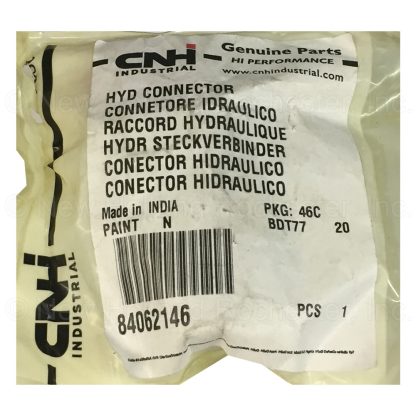 CNH
INDUSTRIAL
Genuine Parts
HI PERFORMANCE
www.cnhindustrial.com
HYD CONNECTOR
CONNETORE IDRAULICO
RACCORD HYDRAULIQUE
HYDR STECKVERBINDER
CONECTOR HIDRAULICO
CONECTOR HIDRAULICO
Made in INDIA PKG: 46C
PAINT N BDT77 20
84062146 PCS 1
CNH
INDUSTRIAL